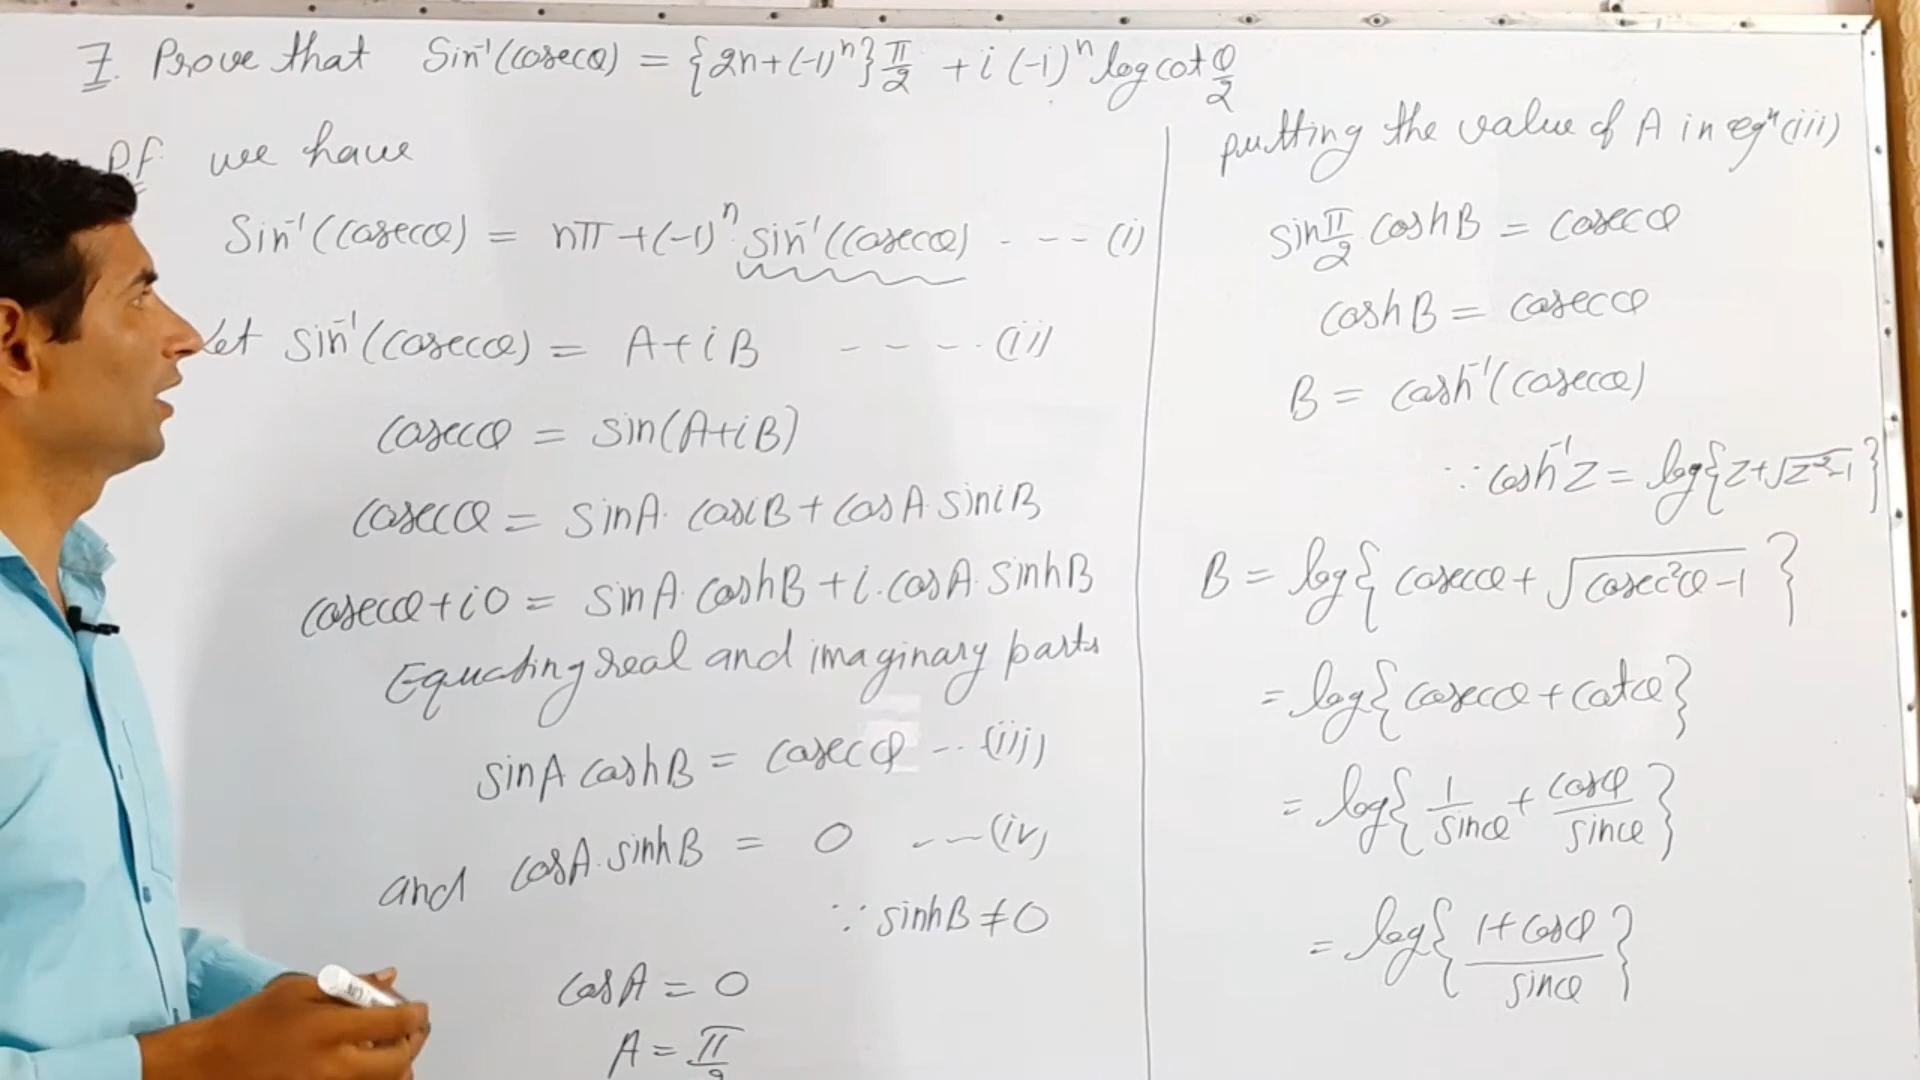 7. Prove that Sin⁻¹(cosecθ) = {2n+(-1)ⁿ}π/2 + i(-1)ⁿ log cot θ/2
Pf. we have
Sin⁻¹(cosecθ) = nπ + (-1)ⁿ sin⁻¹(cosecθ) - - - - (i)
Let sin⁻¹(cosecθ) = A+iB - - - - (ii)
cosecθ = sin(A+iB)
cosecθ = sinA. cosiB + cosA. siniB
cosecθ+i0 = sinA. coshB + i.cosA. sinhB
Equating real and imaginary parts
sinA coshB = cosecθ -- (iii)
and cosA.sinhB = 0 --- (iv)
∵ sinhB ≠ 0
cosA = 0
A = π/2
putting the value of A in eqⁿ(iii)
sin π/2 coshB = cosecθ
coshB = cosecθ
B = cosh⁻¹(cosecθ)
∵ cosh⁻¹z = log{z+√z²-1}
B = log{cosecθ + √cosec²θ-1}
= log{cosecθ + cotθ}
= log{1/sinθ + cosθ/sinθ}
= log{1+cosθ/sinθ}